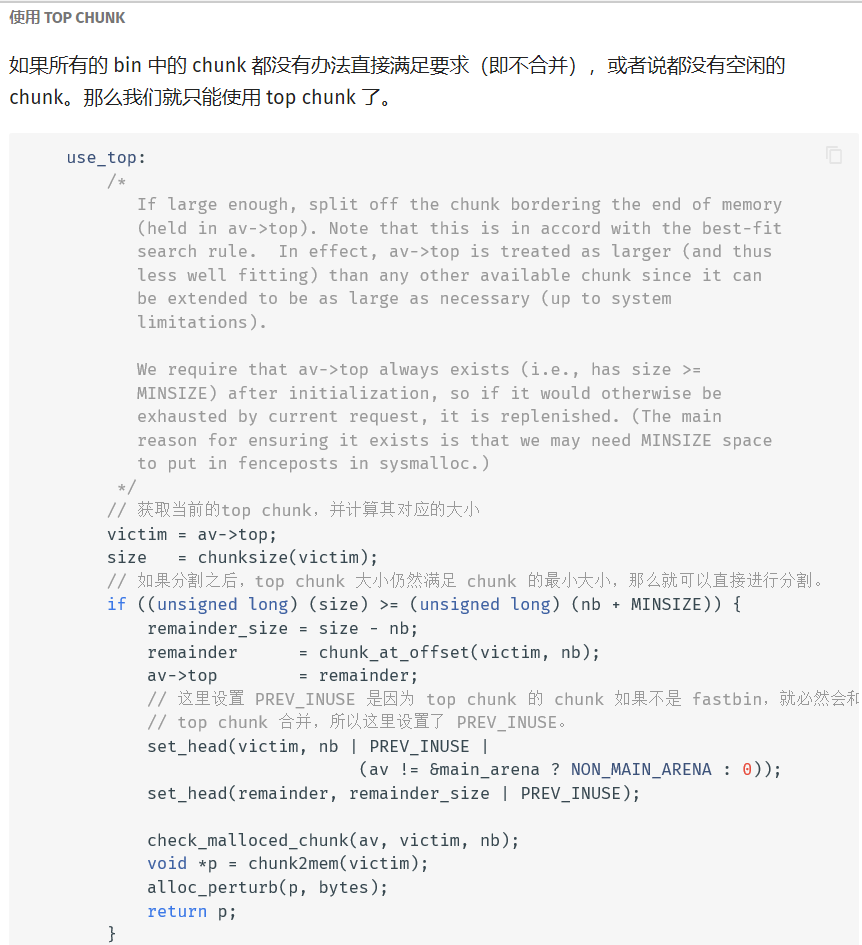 使用 TOP CHUNK
如果所有的 bin 中的 chunk 都没有办法直接满足要求（即不合并），或者说都没有空闲的
chunk。那么我们就只能使用 top chunk 了。
use_top:
/*
If large enough, split off the chunk bordering the end of memory
(held in av->top). Note that this is in accord with the best-fit
search rule.  In effect, av->top is treated as larger (and thus
less well fitting) than any other available chunk since it can
be extended to be as large as necessary (up to system
limitations).
We require that av->top always exists (i.e., has size >=
MINSIZE) after initialization, so if it would otherwise be
exhausted by current request, it is replenished. (The main
reason for ensuring it exists is that we may need MINSIZE space
to put in fenceposts in sysmalloc.)
*/
// 获取当前的top chunk，并计算其对应的大小
victim = av->top;
size   = chunksize(victim);
// 如果分割之后，top chunk 大小仍然满足 chunk 的最小大小，那么就可以直接进行分割。
if ((unsigned long) (size) >= (unsigned long) (nb + MINSIZE)) {
remainder_size = size - nb;
remainder      = chunk_at_offset(victim, nb);
av->top        = remainder;
// 这里设置 PREV_INUSE 是因为 top chunk 的 chunk 如果不是 fastbin，就必然会和
// top chunk 合并，所以这里设置了 PREV_INUSE。
set_head(victim, nb | PREV_INUSE |
(av != &main_arena ? NON_MAIN_ARENA : 0));
set_head(remainder, remainder_size | PREV_INUSE);
check_malloced_chunk(av, victim, nb);
void *p = chunk2mem(victim);
alloc_perturb(p, bytes);
return p;
}